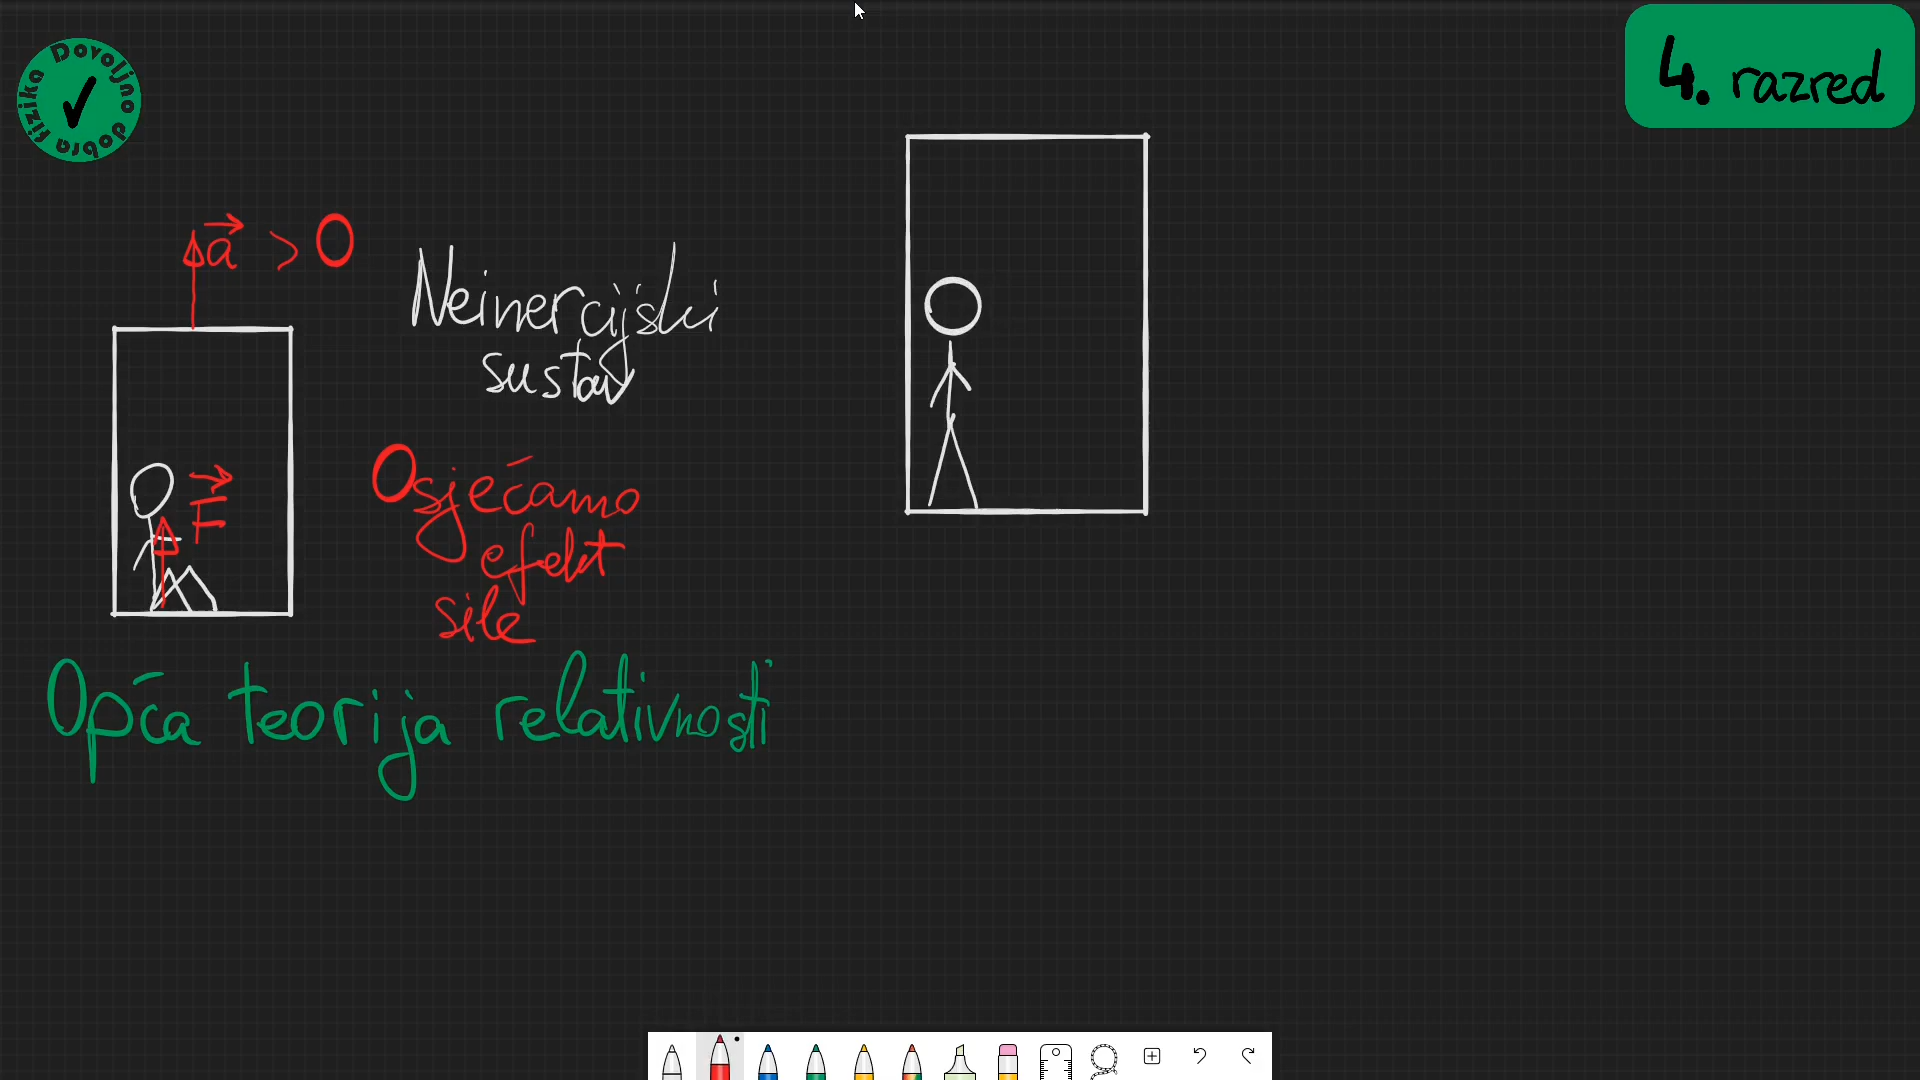 Dovoljno dobra fizika
4. razred
a > 0
Neinercijski
sustav
F
Osjećamo
efekt
sile
Opća teorija relativnosti